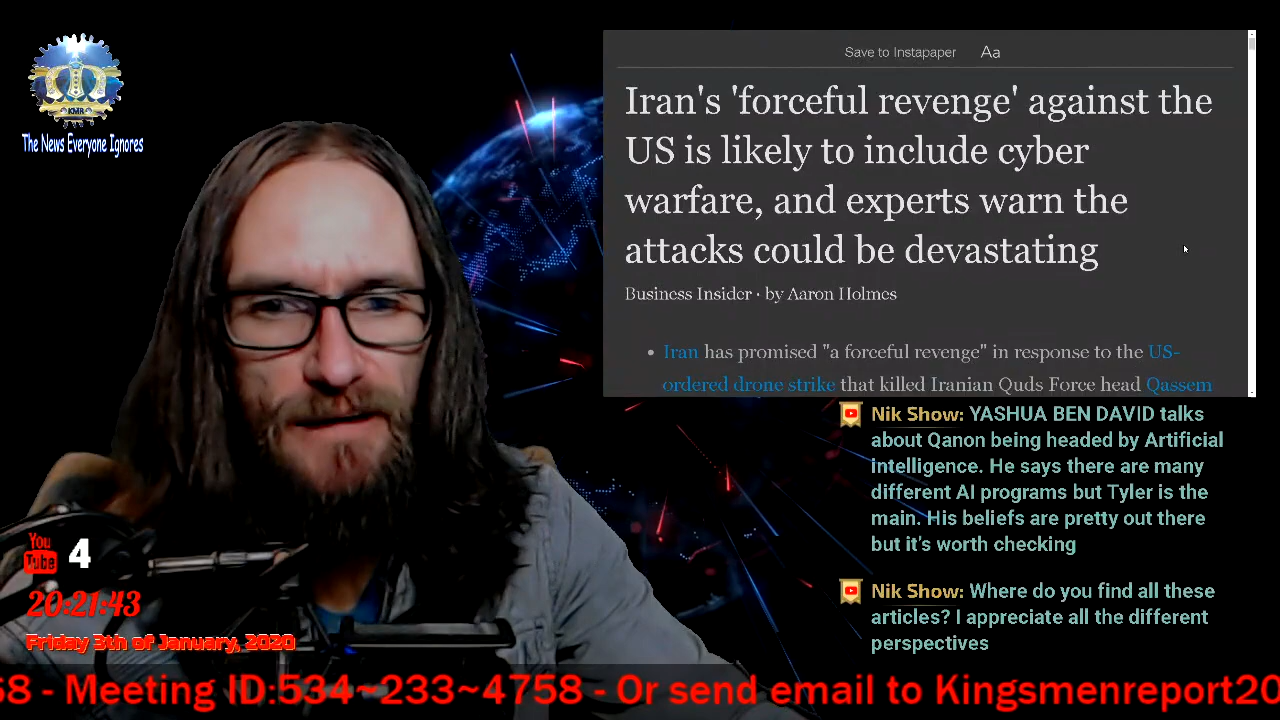 KMR
The News Everyone Ignores
Save to Instapaper Aa
Iran's 'forceful revenge' against the
US is likely to include cyber
warfare, and experts warn the
attacks could be devastating
Business Insider · by Aaron Holmes
• Iran has promised "a forceful revenge" in response to the US-
ordered drone strike that killed Iranian Quds Force head Qassem
Nik Show: YASHUA BEN DAVID talks
about Qanon being headed by Artificial
intelligence. He says there are many
different AI programs but Tyler is the
main. His beliefs are pretty out there
but it's worth checking
Nik Show: Where do you find all these
articles? I appreciate all the different
perspectives
You
Tube 4
20:21:43
Friday 3th of January, 2020
68 - Meeting ID:534~233~4758 - Or send email to Kingsmenreport20